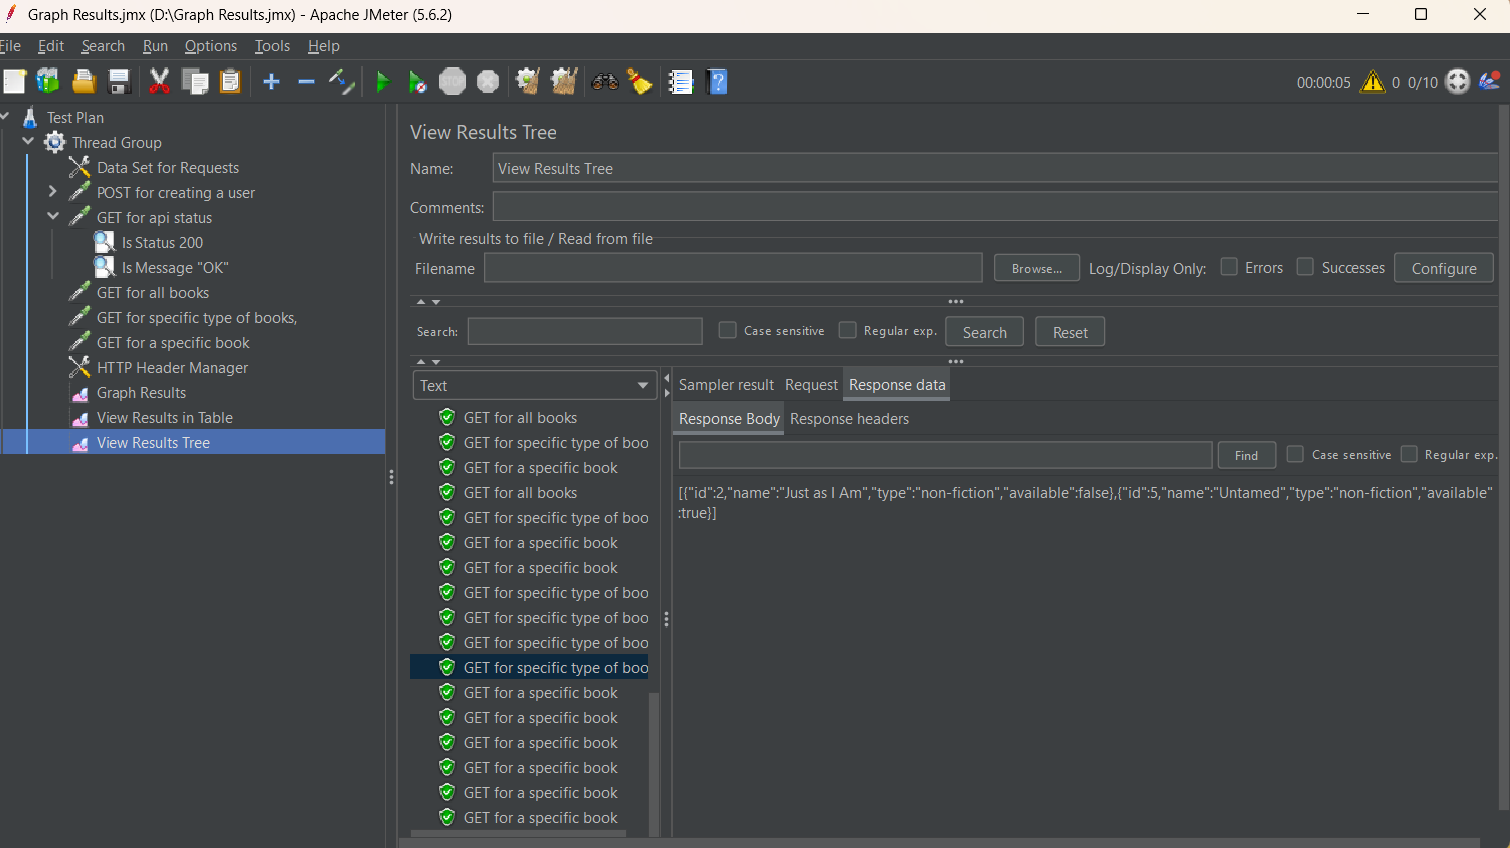 Graph Results.jmx (D:\Graph Results.jmx) - Apache JMeter (5.6.2)
File Edit Search Run Options Tools Help
STOP
00:00:05 0 0/10
Test Plan
Thread Group
Data Set for Requests
POST for creating a user
GET for api status
Is Status 200
Is Message "OK"
GET for all books
GET for specific type of books,
GET for a specific book
HTTP Header Manager
Graph Results
View Results in Table
View Results Tree
View Results Tree
Name: View Results Tree
Comments:
Write results to file / Read from file
Filename Browse... Log/Display Only: Errors Successes Configure
Search: Case sensitive Regular exp. Search Reset
Text
GET for all books
GET for specific type of boo
GET for a specific book
GET for all books
GET for specific type of boo
GET for a specific book
GET for a specific book
GET for specific type of boo
GET for specific type of boo
GET for specific type of boo
GET for specific type of boo
GET for a specific book
GET for a specific book
GET for a specific book
GET for a specific book
GET for a specific book
GET for a specific book
Sampler result Request Response data
Response Body Response headers
Find Case sensitive Regular exp.
[{"id":2,"name":"Just as I Am","type":"non-fiction","available":false},{"id":5,"name":"Untamed","type":"non-fiction","available"
:true}]